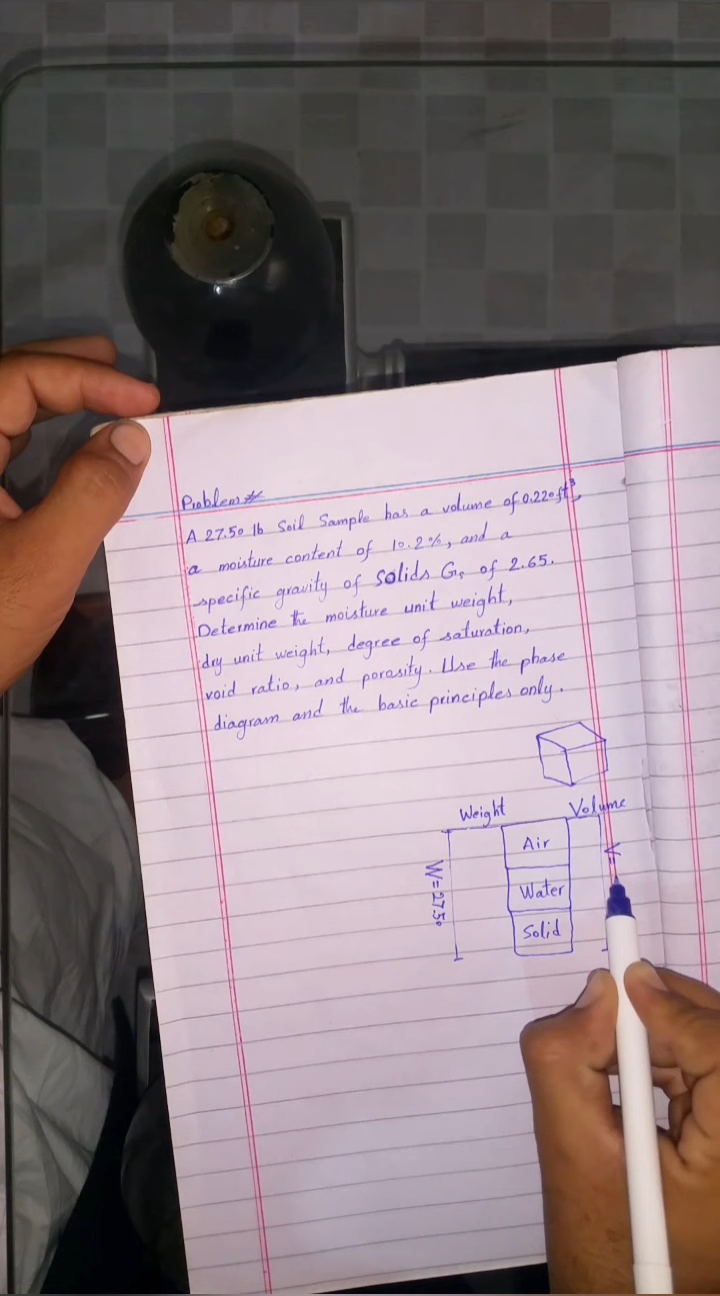 Problem #
A 27.50 lb Soil Sample has a volume of 0.220 ft³,
a moisture content of 10.2%, and a
specific gravity of Solids Gs of 2.65.
Determine the moisture unit weight,
dry unit weight, degree of saturation,
void ratio, and porosity. Use the phase
diagram and the basic principles only.
Weight Volume
Air
Water
Solid
W=27.50
V=